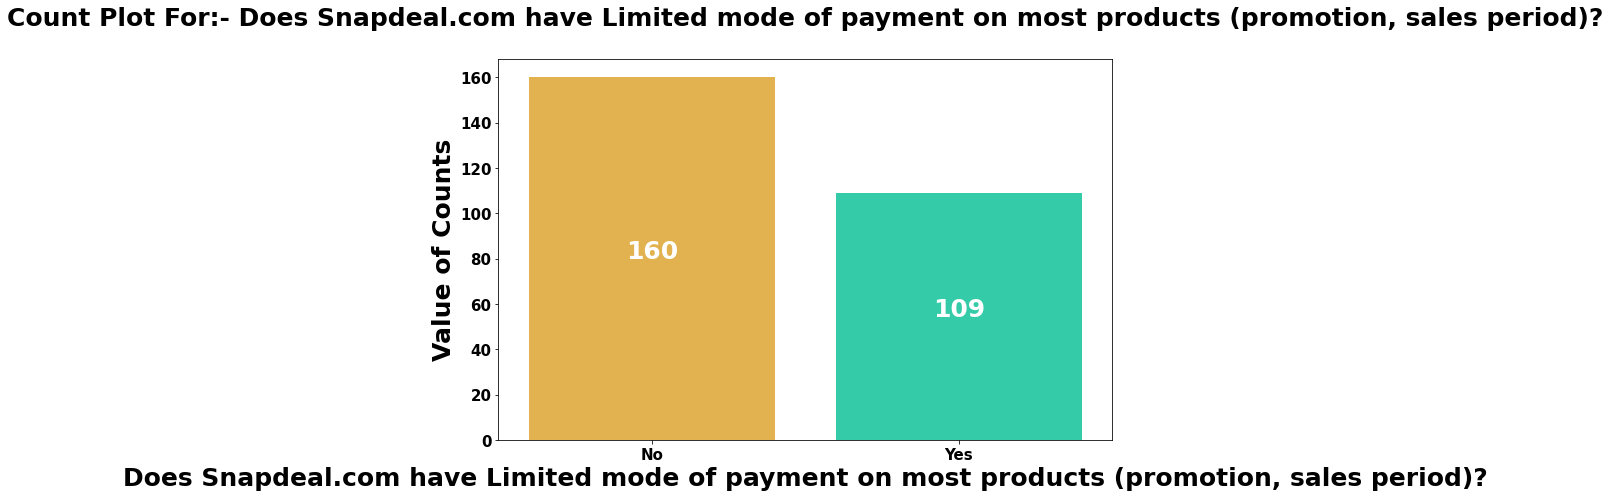 Count Plot For:- Does Snapdeal.com have Limited mode of payment on most products (promotion, sales period)?
Value of Counts
160
140
120
100
80
60
40
20
0
160
109
No
Yes
Does Snapdeal.com have Limited mode of payment on most products (promotion, sales period)?